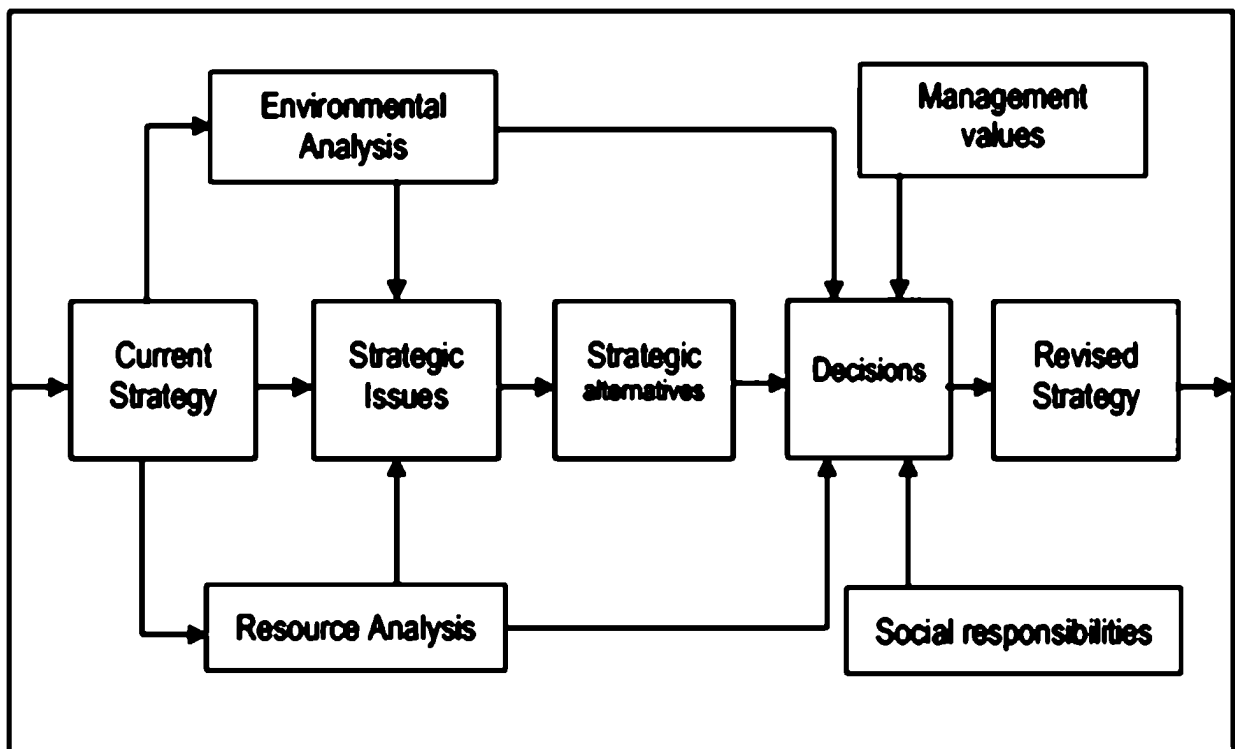 Environmental
Analysis
Management
values
Current
Strategy
Strategic
Issues
Strategic
alternatives
Decisions
Revised
Strategy
Resource Analysis
Social responsibilities